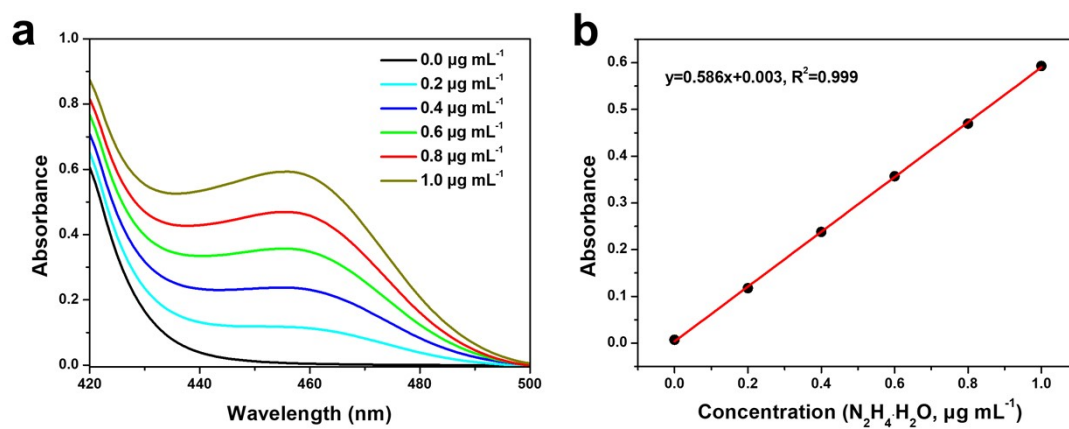 a
1.0
0.8
0.6
0.4
0.2
0.0
Absorbance
420
440
460
480
500
Wavelength (nm)
0.0 µg mL⁻¹
0.2 µg mL⁻¹
0.4 µg mL⁻¹
0.6 µg mL⁻¹
0.8 µg mL⁻¹
1.0 µg mL⁻¹
b
y=0.586x+0.003, R²=0.999
0.6
0.5
0.4
0.3
0.2
0.1
0.0
Absorbance
0.0
0.2
0.4
0.6
0.8
1.0
Concentration (N₂H₄·H₂O, µg mL⁻¹)